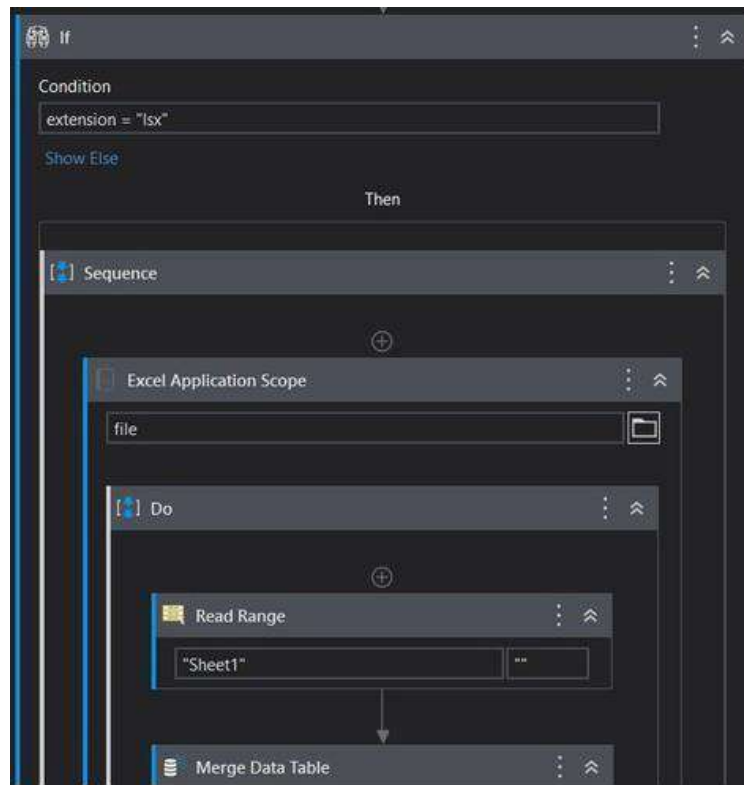 If
Condition
extension = "lsx"
Show Else
Then
Sequence
Excel Application Scope
file
Do
Read Range
"Sheet1" ""
Merge Data Table